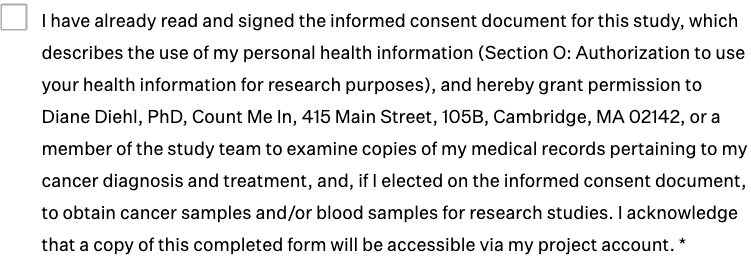 I have already read and signed the informed consent document for this study, which
describes the use of my personal health information (Section O: Authorization to use
your health information for research purposes), and hereby grant permission to
Diane Diehl, PhD, Count Me In, 415 Main Street, 105B, Cambridge, MA 02142, or a
member of the study team to examine copies of my medical records pertaining to my
cancer diagnosis and treatment, and, if I elected on the informed consent document,
to obtain cancer samples and/or blood samples for research studies. I acknowledge
that a copy of this completed form will be accessible via my project account. *